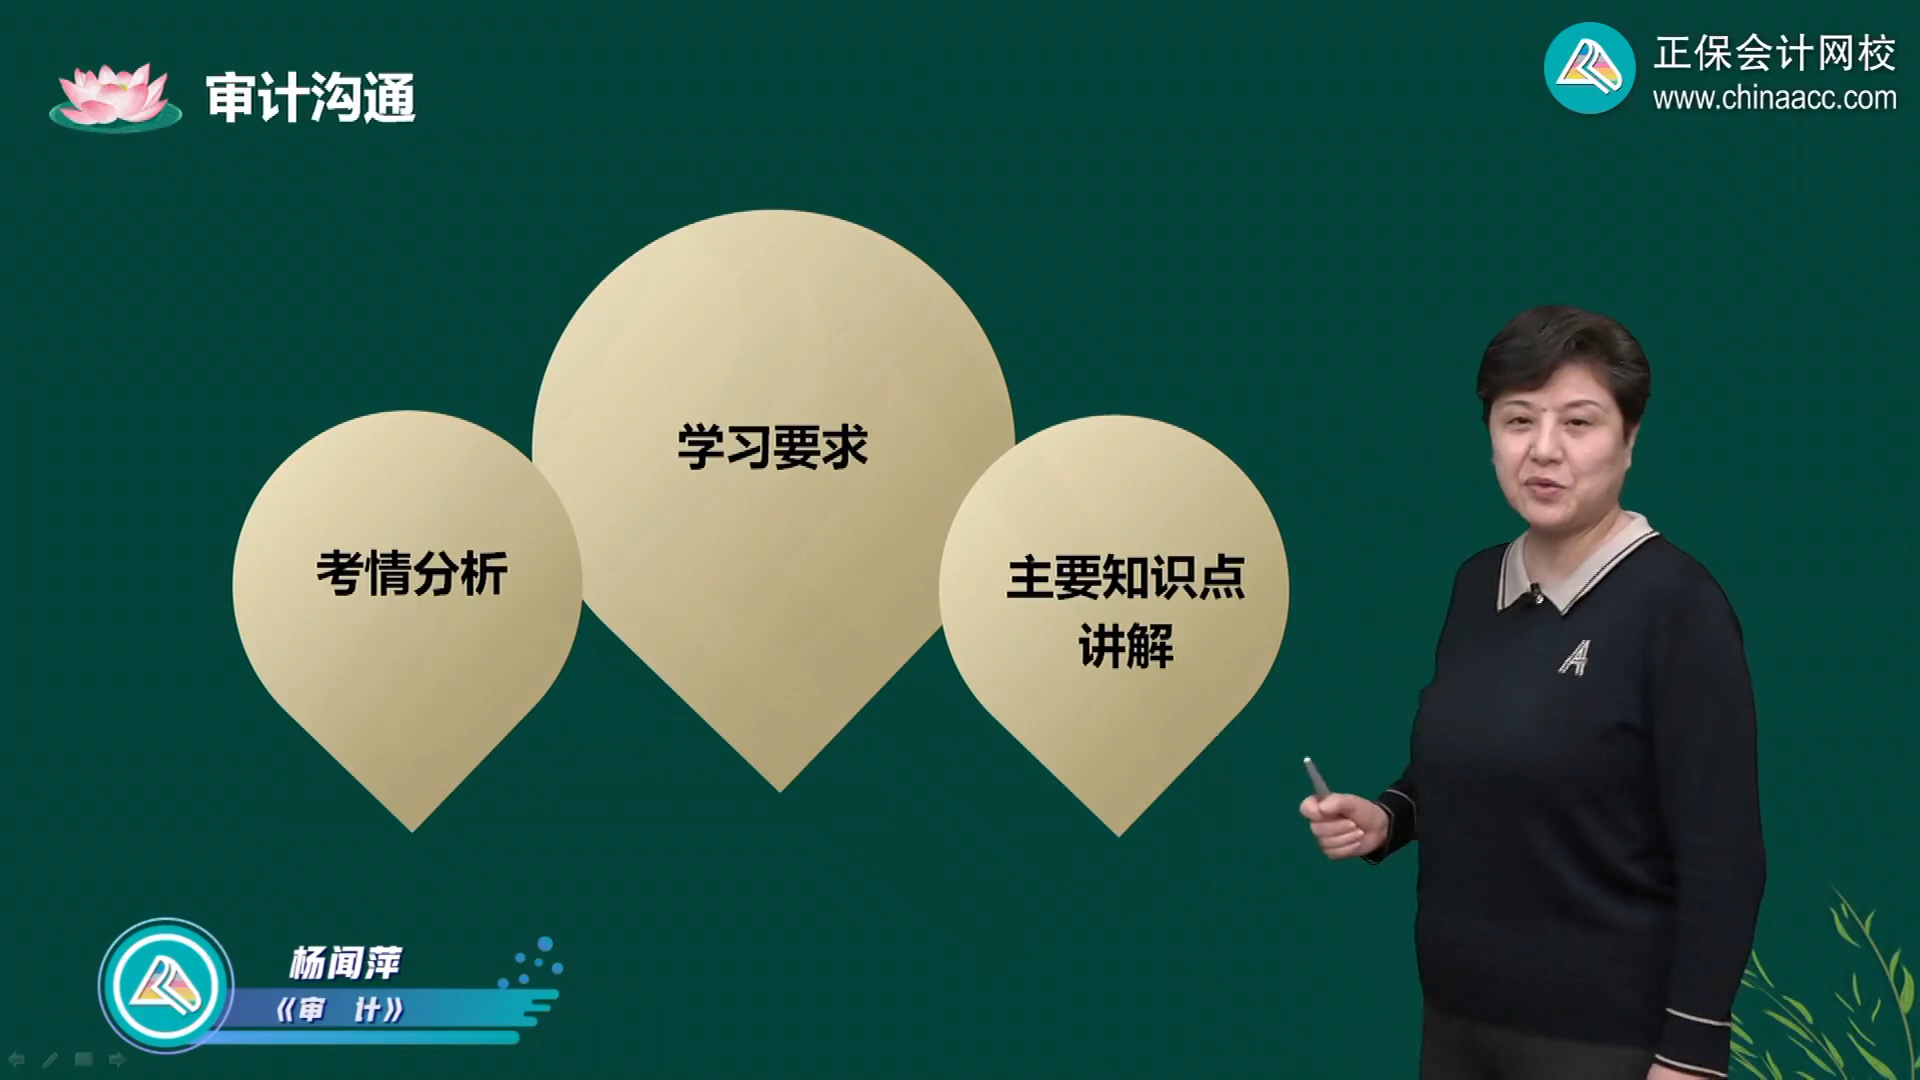 正保会计网校
www.chinaacc.com
审计沟通
学习要求
考情分析
主要知识点
讲解
A
杨闻萍
《审 计》